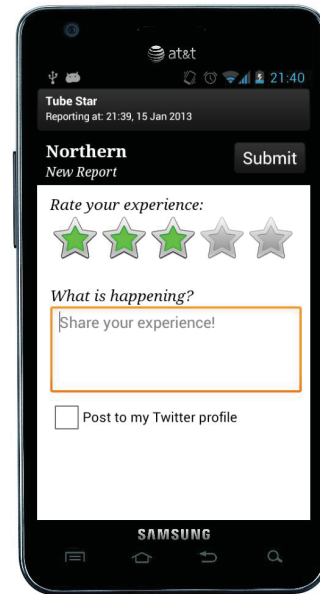 at&t
21:40
Tube Star
Reporting at: 21:39, 15 Jan 2013
Northern
New Report
Submit
Rate your experience:
What is happening?
Share your experience!
Post to my Twitter profile
SAMSUNG